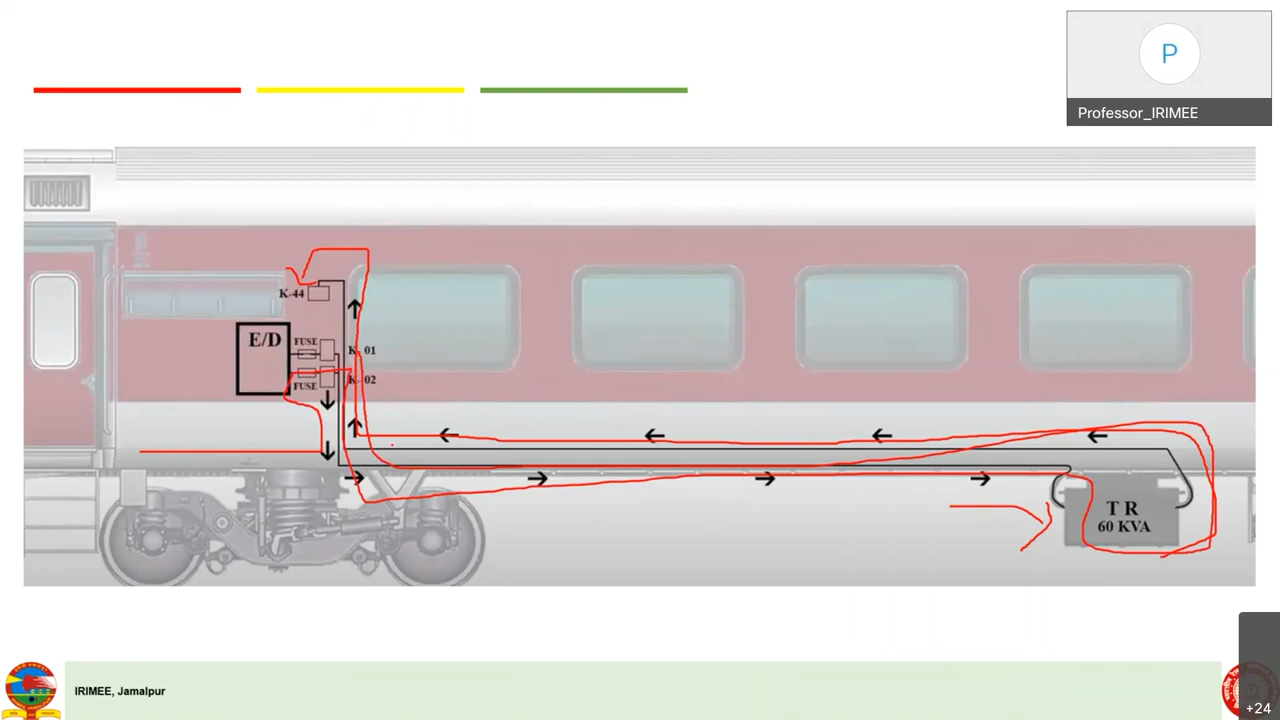 P
Professor_IRIMEE
K-44
E/D
FUSE
K-01
K-02
FUSE
T R
60 KVA
IRIMEE, Jamalpur
+24